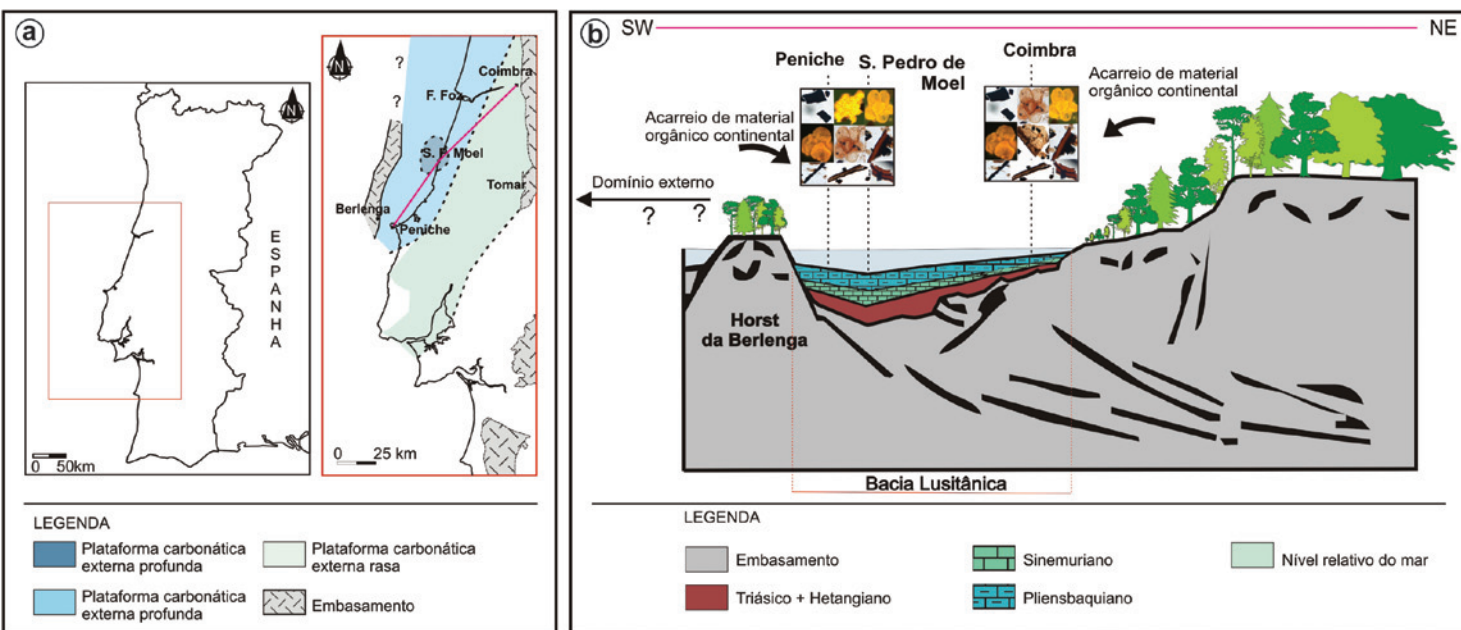 a
N
ESPANHA
0 50km
N
?
?
Coimbra
F. Foz
S. P. Moel
Tomar
Berlenga
Peniche
0 25 km
LEGENDA
Plataforma carbonática
externa profunda
Plataforma carbonática
externa rasa
Plataforma carbonática
externa profunda
Embasamento
b
SW
NE
Peniche
S. Pedro de
Moel
Coimbra
Acarreio de material
orgânico continental
Acarreio de material
orgânico continental
Domínio externo
? ?
Horst
da Berlenga
Bacia Lusitânica
LEGENDA
Embasamento
Sinemuriano
Nível relativo do mar
Triásico + Hetangiano
Pliensbaquiano